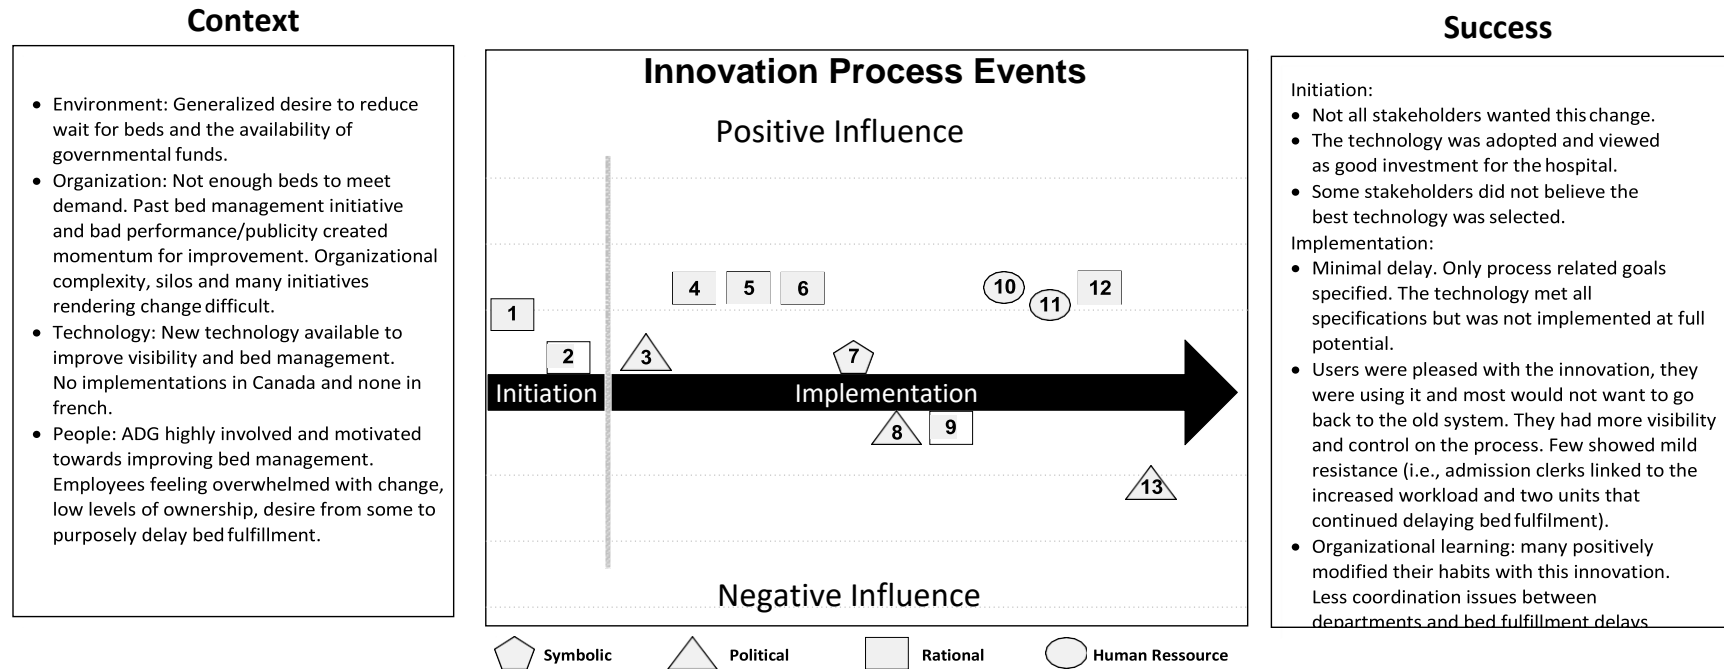 Context
• Environment: Generalized desire to reduce
wait for beds and the availability of
governmental funds.
• Organization: Not enough beds to meet
demand. Past bed management initiative
and bad performance/publicity created
momentum for improvement. Organizational
complexity, silos and many initiatives
rendering change difficult.
• Technology: New technology available to
improve visibility and bed management.
No implementations in Canada and none in
french.
• People: ADG highly involved and motivated
towards improving bed management.
Employees feeling overwhelmed with change,
low levels of ownership, desire from some to
purposely delay bed fulfillment.
Innovation Process Events
Positive Influence
1
2
3
4
5
6
7
8
9
10
11
12
13
Initiation
Implementation
Negative Influence
Symbolic
Political
Rational
Human Ressource
Success
Initiation:
• Not all stakeholders wanted this change.
• The technology was adopted and viewed
as good investment for the hospital.
• Some stakeholders did not believe the
best technology was selected.
Implementation:
• Minimal delay. Only process related goals
specified. The technology met all
specifications but was not implemented at full
potential.
• Users were pleased with the innovation, they
were using it and most would not want to go
back to the old system. They had more visibility
and control on the process. Few showed mild
resistance (i.e., admission clerks linked to the
increased workload and two units that
continued delaying bed fulfilment).
• Organizational learning: many positively
modified their habits with this innovation.
Less coordination issues between
departments and bed fulfillment delays